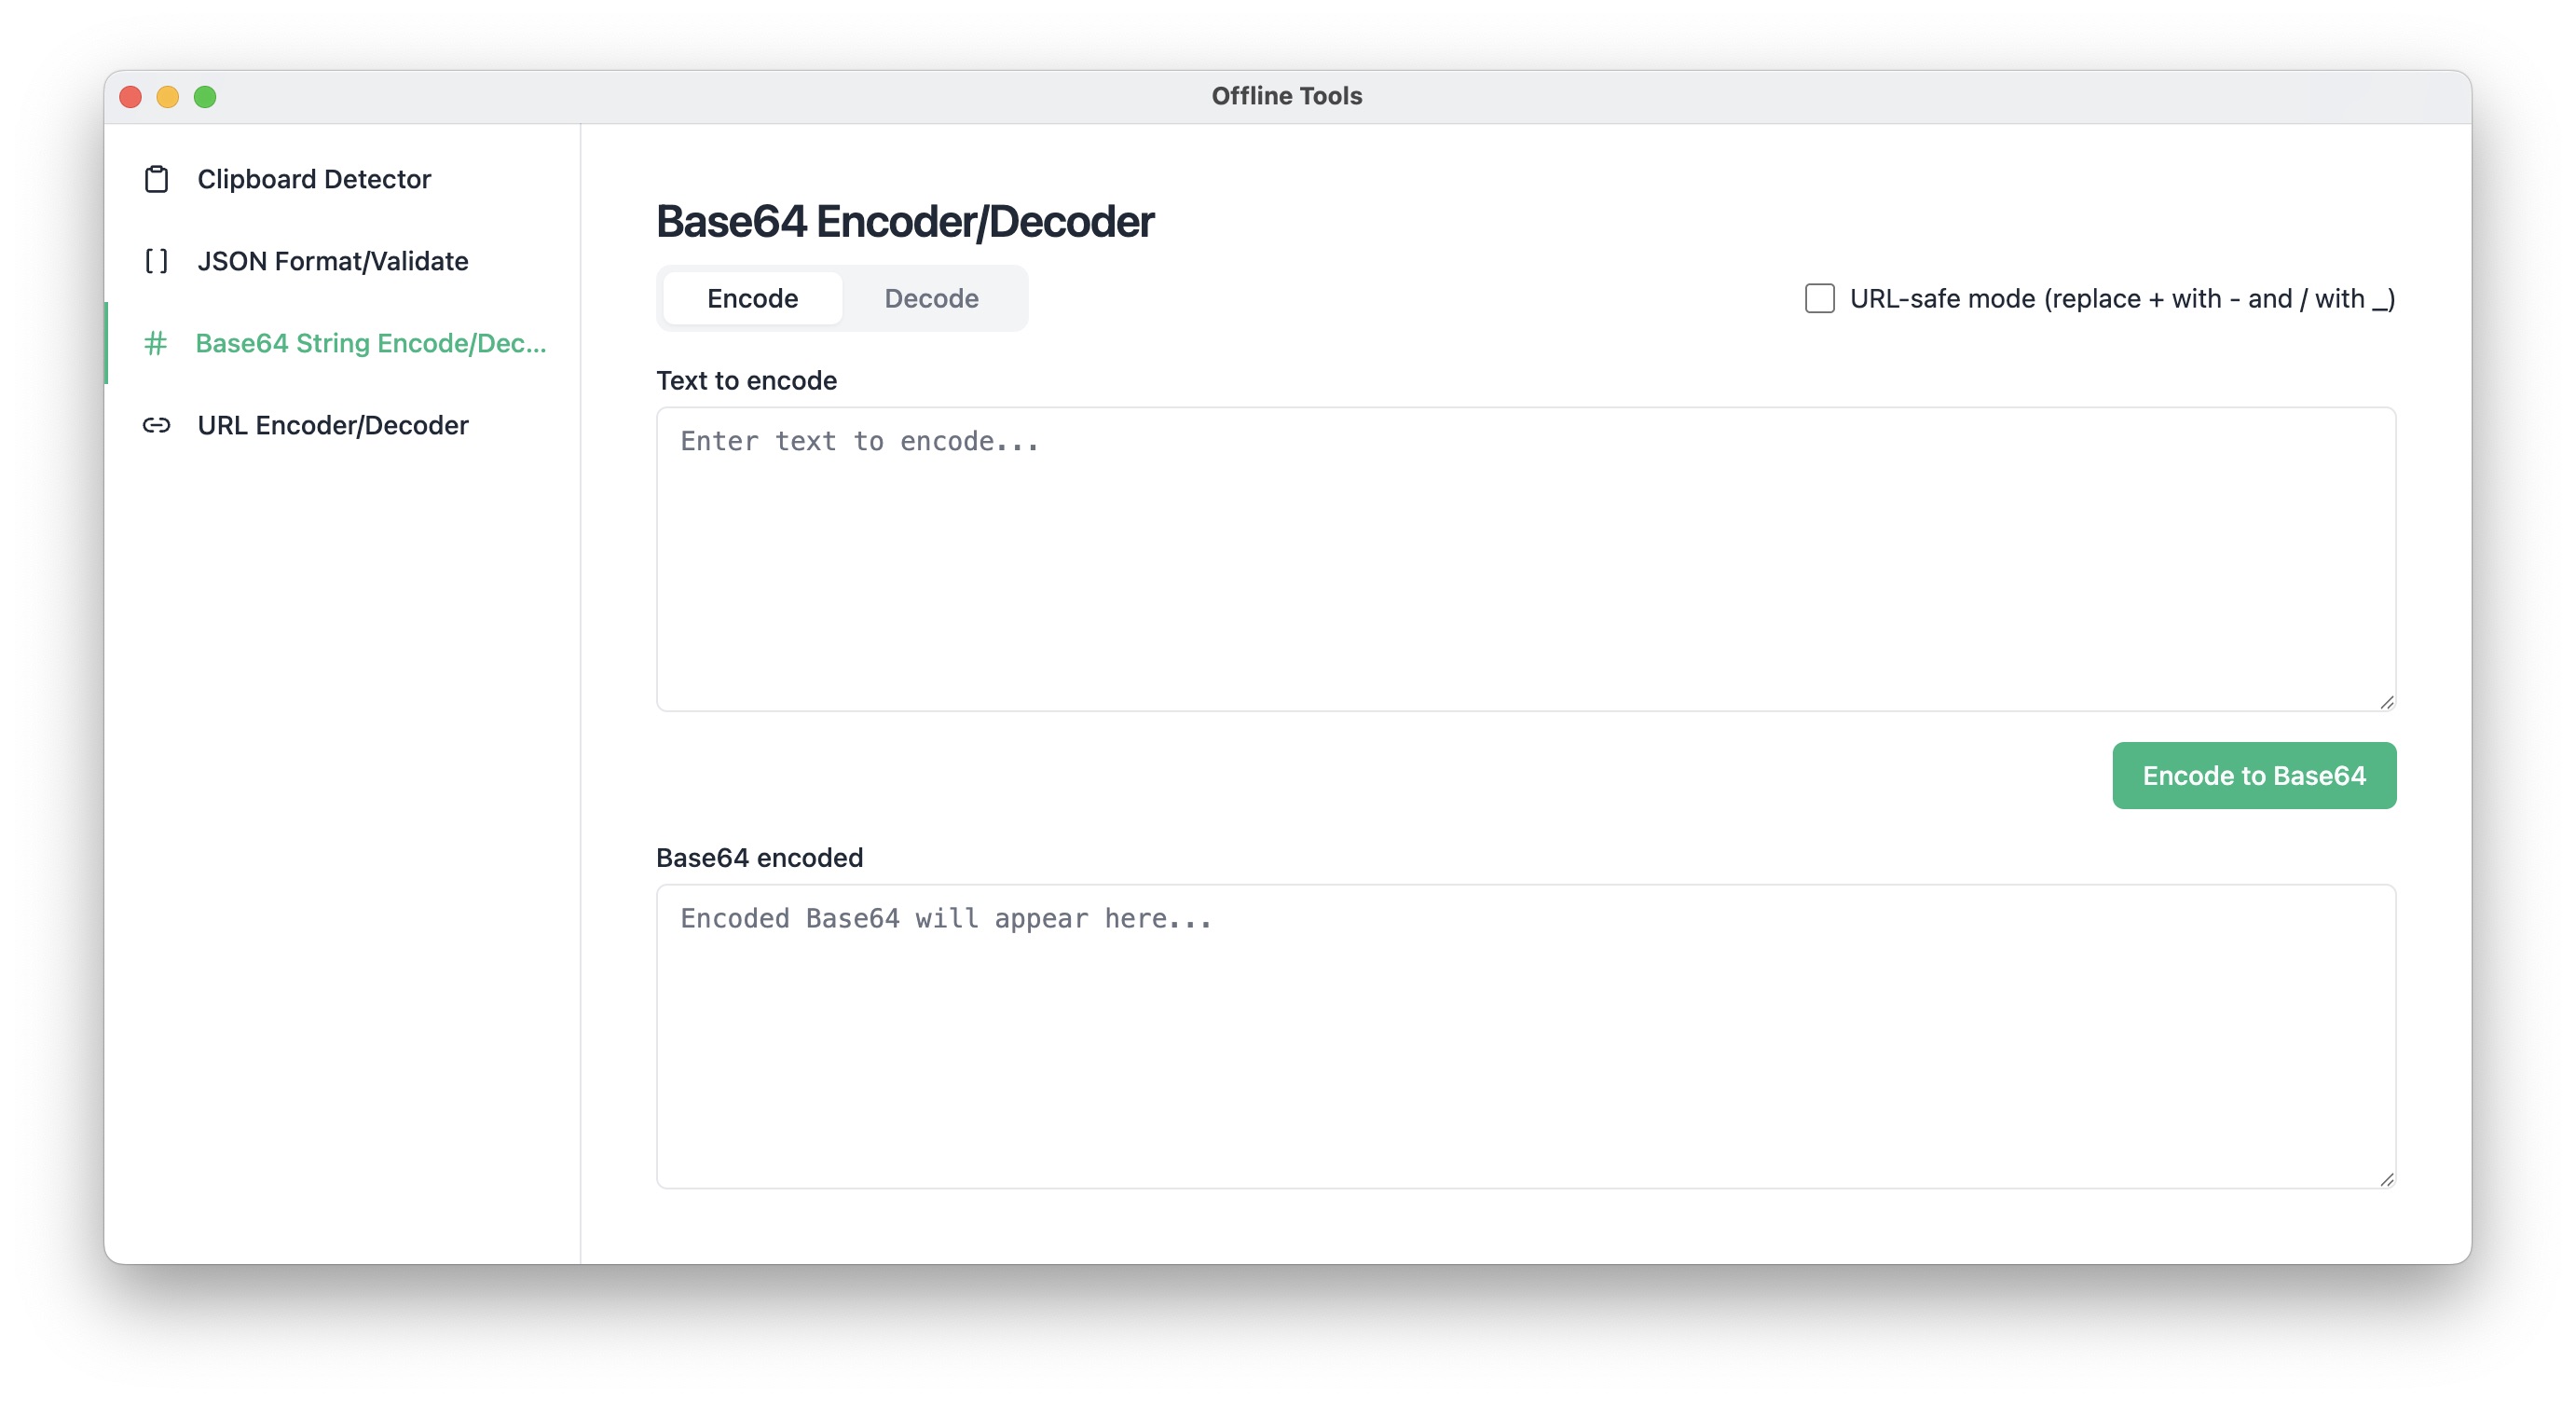 Offline Tools
Clipboard Detector
JSON Format/Validate
Base64 String Encode/Dec...
URL Encoder/Decoder
Base64 Encoder/Decoder
Encode Decode
URL-safe mode (replace + with - and / with _)
Text to encode
Enter text to encode...
Encode to Base64
Base64 encoded
Encoded Base64 will appear here...